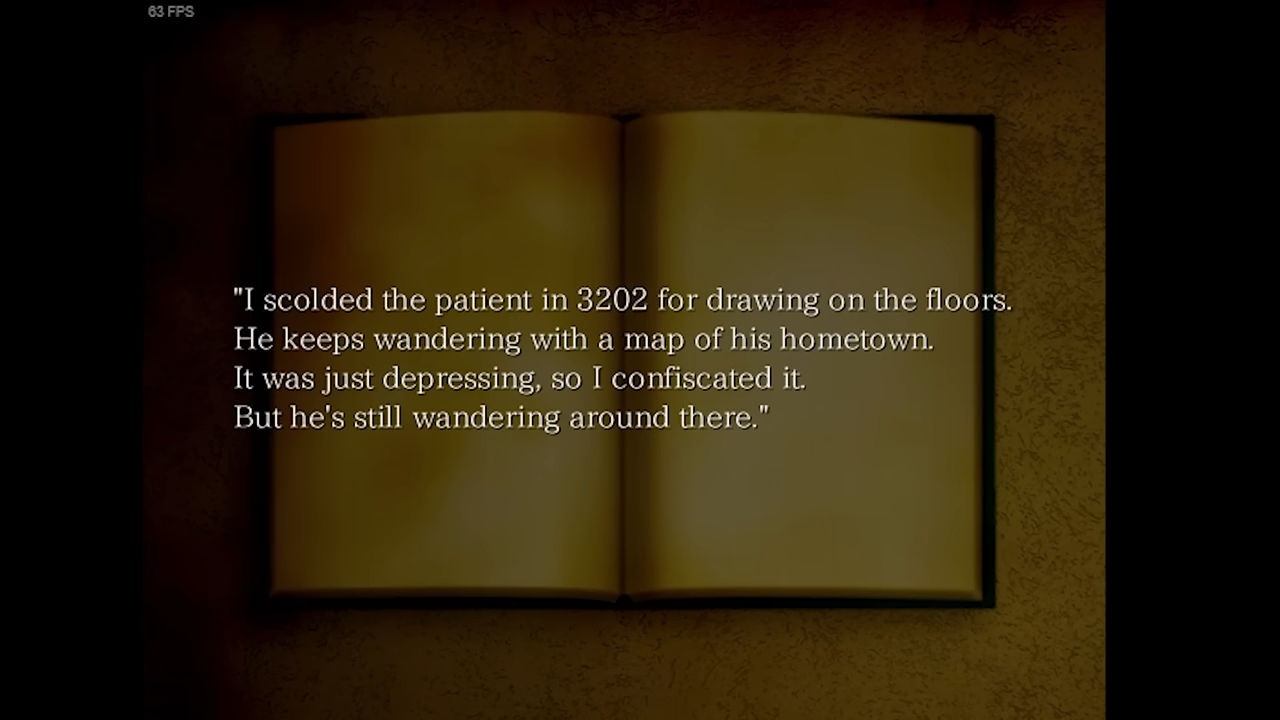 63 FPS
"I scolded the patient in 3202 for drawing on the floors.
He keeps wandering with a map of his hometown.
It was just depressing, so I confiscated it.
But he's still wandering around there."